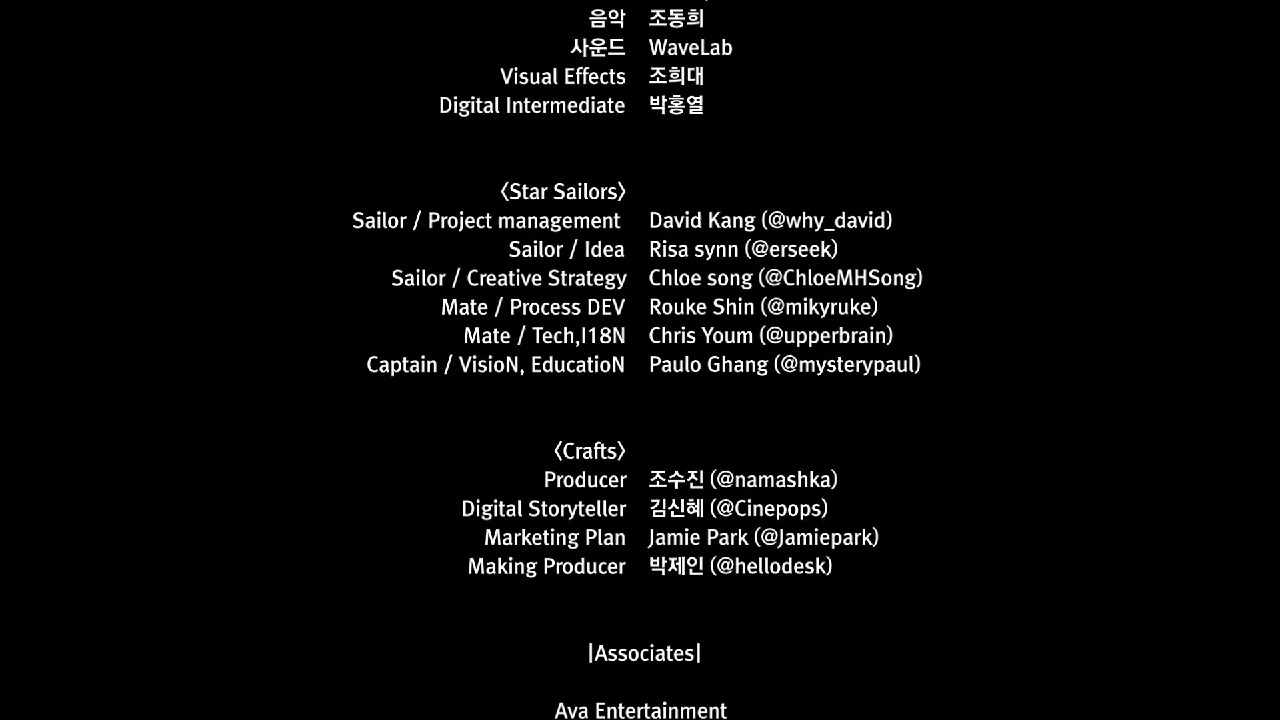 음악 조동희
사운드 WaveLab
Visual Effects 조희대
Digital Intermediate 박홍열
〈Star Sailors〉
Sailor / Project management David Kang (@why_david)
Sailor / Idea Risa synn (@erseek)
Sailor / Creative Strategy Chloe song (@ChloeMHSong)
Mate / Process DEV Rouke Shin (@mikyruke)
Mate / Tech,I18N Chris Youm (@upperbrain)
Captain / VisioN, EducatioN Paulo Ghang (@mysterypaul)
〈Crafts〉
Producer 조수진 (@namashka)
Digital Storyteller 김신혜 (@Cinepops)
Marketing Plan Jamie Park (@Jamiepark)
Making Producer 박제인 (@hellodesk)
|Associates|
Ava Entertainment